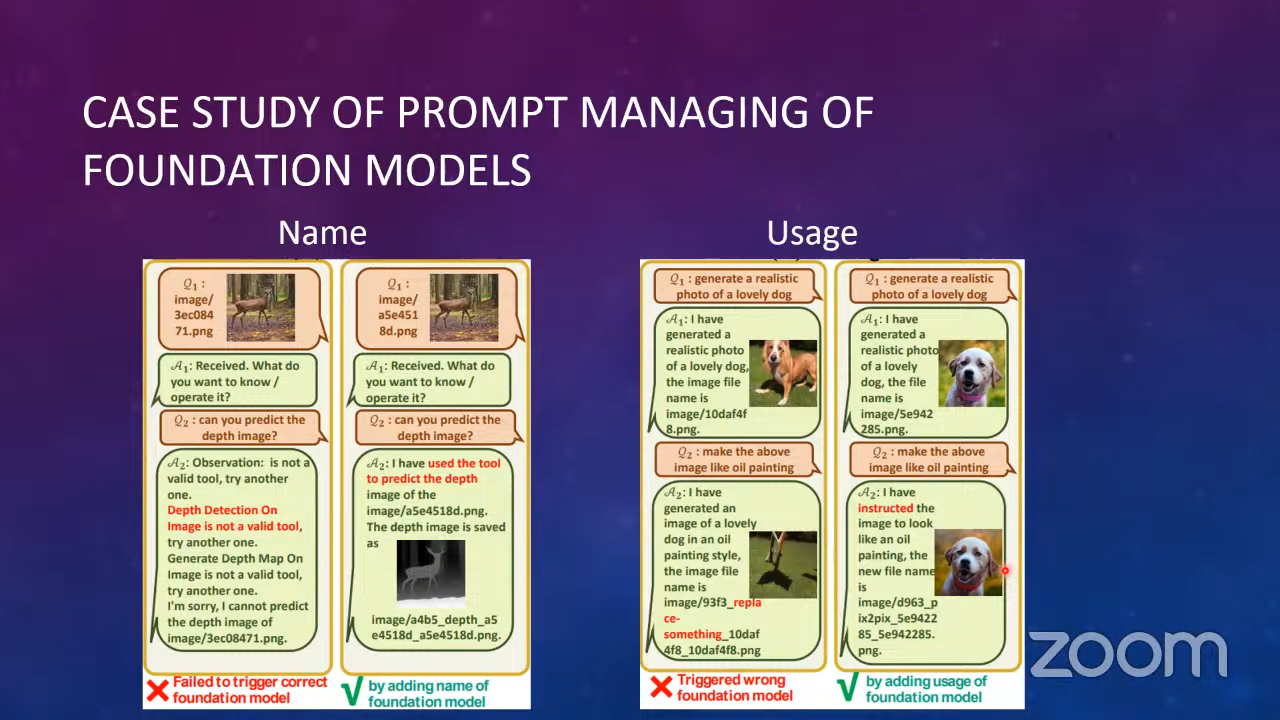 CASE STUDY OF PROMPT MANAGING OF
FOUNDATION MODELS
Name
Q₁ :
image/
3ec084
71.png
A₁: Received. What do
you want to know /
operate it?
Q₂ : can you predict the
depth image?
A₂: Observation: is not a
valid tool, try another
one.
Depth Detection On
Image is not a valid tool,
try another one.
Generate Depth Map On
Image is not a valid tool,
try another one.
I'm sorry, I cannot predict
the depth image of
image/3ec08471.png.
Failed to trigger correct
foundation model
Q₁ :
image/
a5e451
8d.png
A₁: Received. What do
you want to know /
operate it?
Q₂ : can you predict the
depth image?
A₂: I have used the tool
to predict the depth
image of the
image/a5e4518d.png.
The depth image is saved
as
image/a4b5_depth_a5
e4518d_a5e4518d.png.
by adding name of
foundation model
Usage
Q₁ : generate a realistic
photo of a lovely dog
A₁: I have
generated a
realistic photo
of a lovely dog,
the image file
name is
image/10daf4f
8.png.
Q₂ : make the above
image like oil painting
A₂: I have
generated an
image of a lovely
dog in an oil
painting style,
the image file
name is
image/93f3_repla
ce-
something_10daf
4f8_10daf4f8.png
Triggered wrong
foundation model
Q₁ : generate a realistic
photo of a lovely dog
A₁: I have
generated a
realistic photo
of a lovely
dog, the file
name is
image/5e942
285.png.
Q₂ : make the above
image like oil painting
A₂: I have
instructed the
image to look
like an oil
painting, the
new file name
is
image/d963_p
ix2pix_5e9422
85_5e942285.
png.
by adding usage of
foundation model
zoom